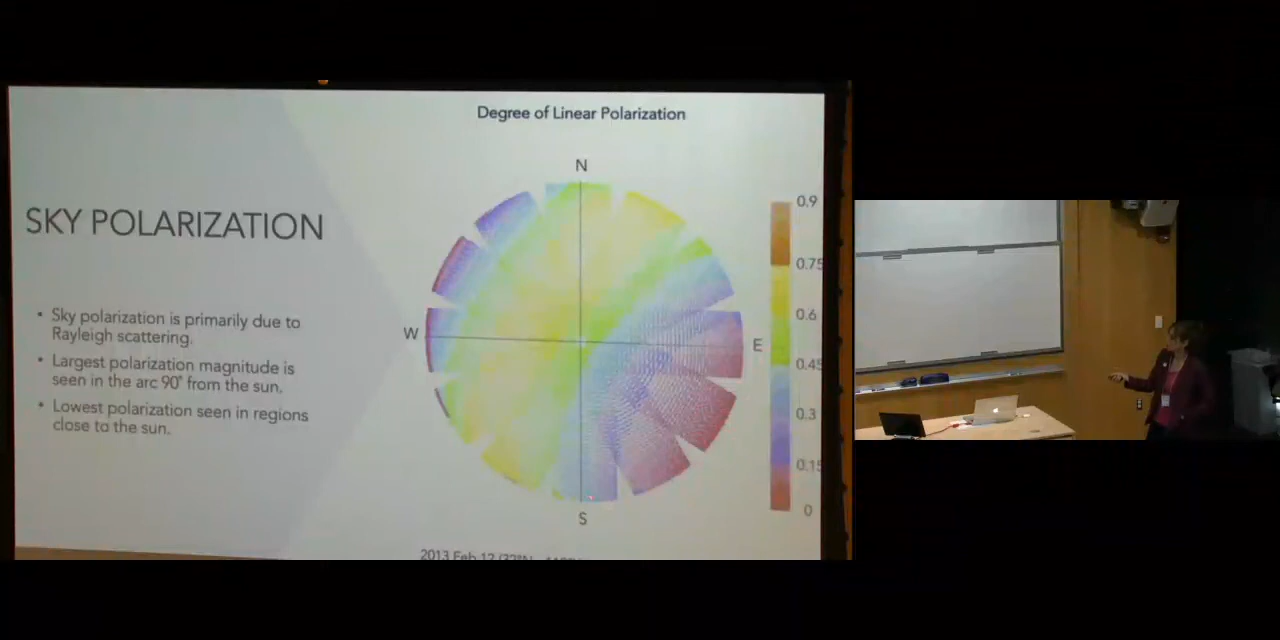 Degree of Linear Polarization
SKY POLARIZATION
• Sky polarization is primarily due to
Rayleigh scattering.
• Largest polarization magnitude is
seen in the arc 90° from the sun.
• Lowest polarization seen in regions
close to the sun.
N
W
E
S
0.9
0.75
0.6
0.45
0.3
0.15
0
2013 Feb 12